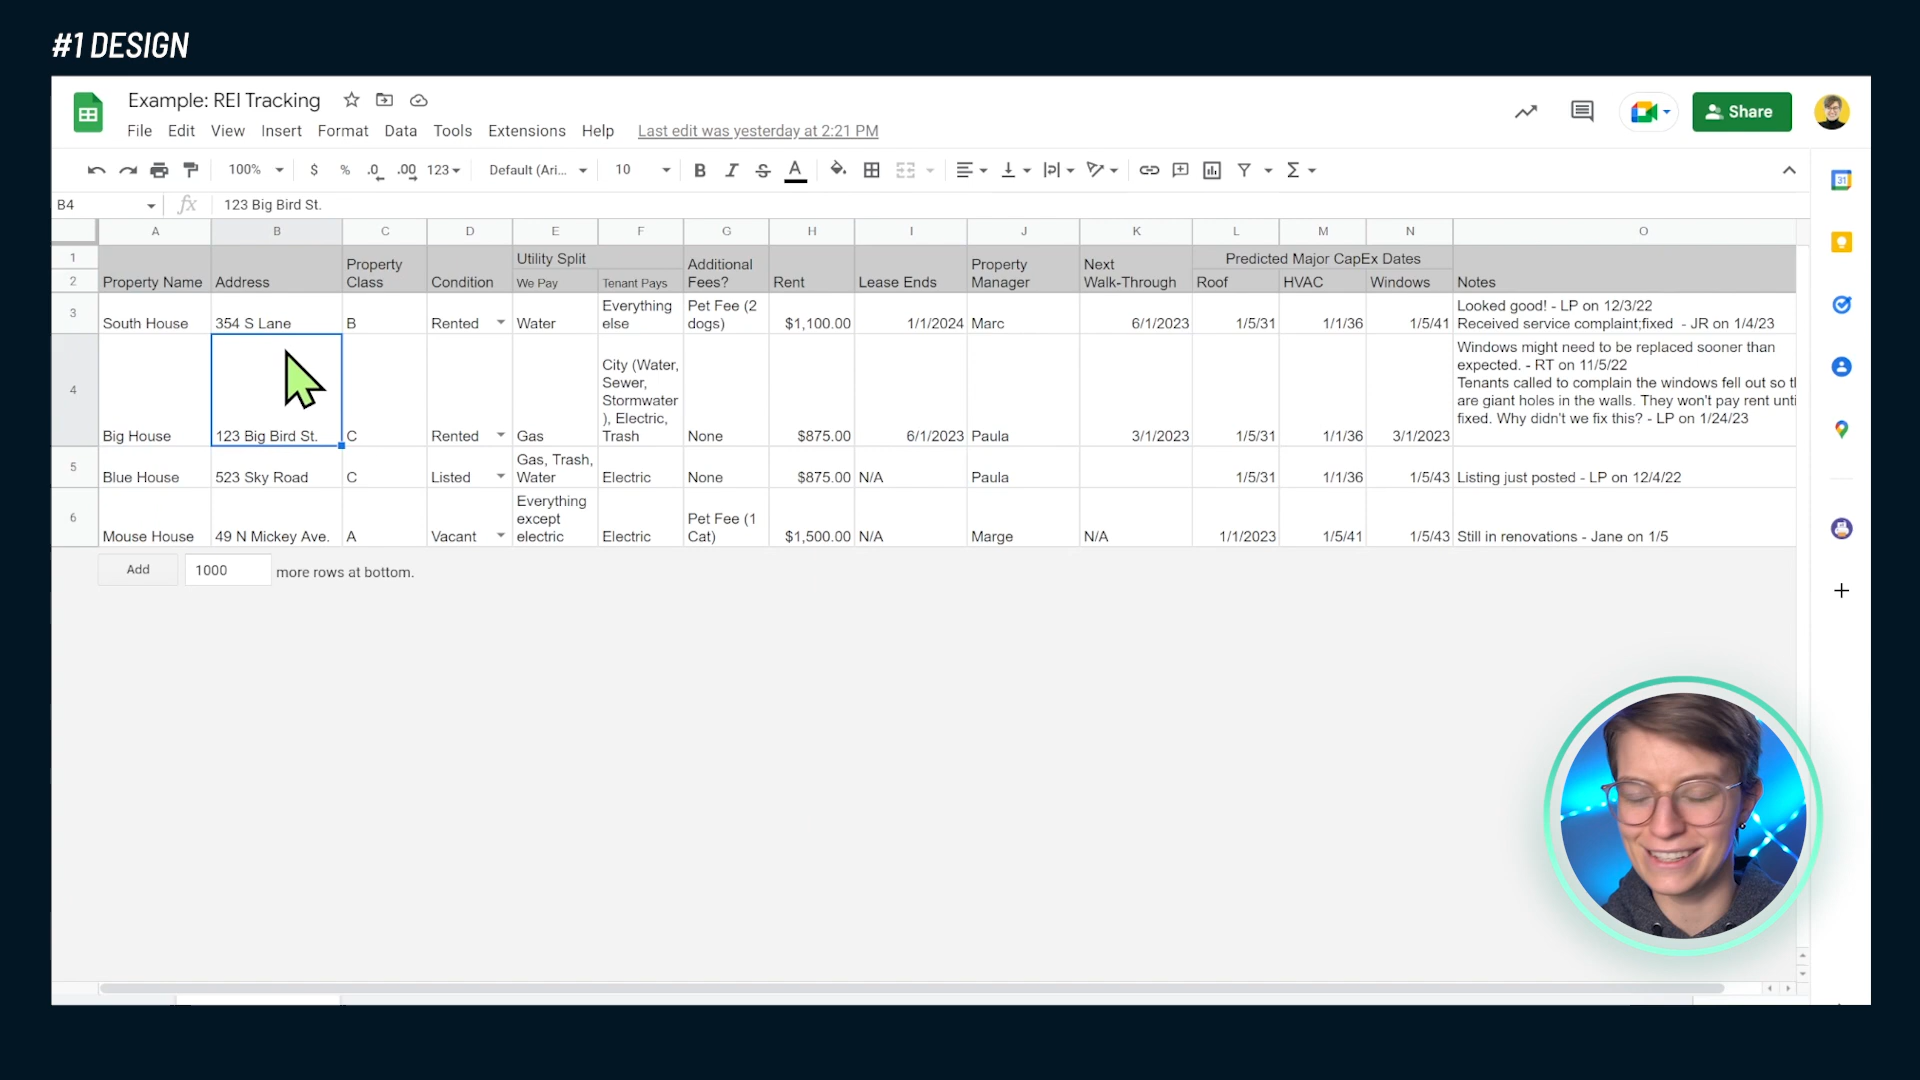 #1 DESIGN
Example: REI Tracking
File Edit View Insert Format Data Tools Extensions Help Last edit was yesterday at 2:21 PM
Share
100% $ % .0 .00 123 Default (Ari... 10 B I S A Σ
31
B4 fx 123 Big Bird St.
A B C D E F G H I J K L M N O
1 2
Property Name
Address
Property
Class
Condition
Utility Split
We Pay Tenant Pays
Additional
Fees?
Rent
Lease Ends
Property
Manager
Next
Walk-Through
Predicted Major CapEx Dates
Roof HVAC Windows
Notes
3
South House
354 S Lane
B
Rented
Water
Everything
else
Pet Fee (2
dogs)
$1,100.00
1/1/2024
Marc
6/1/2023
1/5/31
1/1/36
1/5/41
Looked good! - LP on 12/3/22
Received service complaint;fixed - JR on 1/4/23
4
Big House
123 Big Bird St.
C
Rented
Gas
City (Water,
Sewer,
Stormwater
), Electric,
Trash
None
$875.00
6/1/2023
Paula
3/1/2023
1/5/31
1/1/36
3/1/2023
Windows might need to be replaced sooner than
expected. - RT on 11/5/22
Tenants called to complain the windows fell out so
are giant holes in the walls. They won't pay rent
fixed. Why didn't we fix this? - LP on 1/24/23
5
Blue House
523 Sky Road
C
Listed
Gas, Trash,
Water
Electric
None
$875.00
N/A
Paula
1/5/31
1/1/36
1/5/43
Listing just posted - LP on 12/4/22
6
Mouse House
49 N Mickey Ave.
A
Vacant
Everything
except
electric
Electric
Pet Fee (1
Cat)
$1,500.00
N/A
Marge
N/A
1/1/2023
1/5/41
1/5/43
Still in renovations - Jane on 1/5
Add 1000 more rows at bottom.